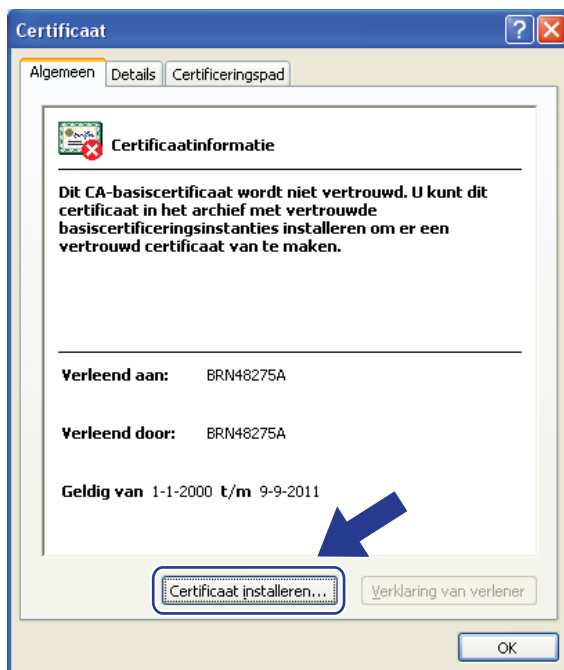 Certificaat
Algemeen Details Certificeringspad
Certificaatinformatie
Dit CA-basiscertificaat wordt niet vertrouwd. U kunt dit
certificaat in het archief met vertrouwde
basiscertificeringsinstanties installeren om er een
vertrouwd certificaat van te maken.
Verleend aan: BRN48275A
Verleend door: BRN48275A
Geldig van 1-1-2000 t/m 9-9-2011
Certificaat installeren... Verklaring van verlener
OK